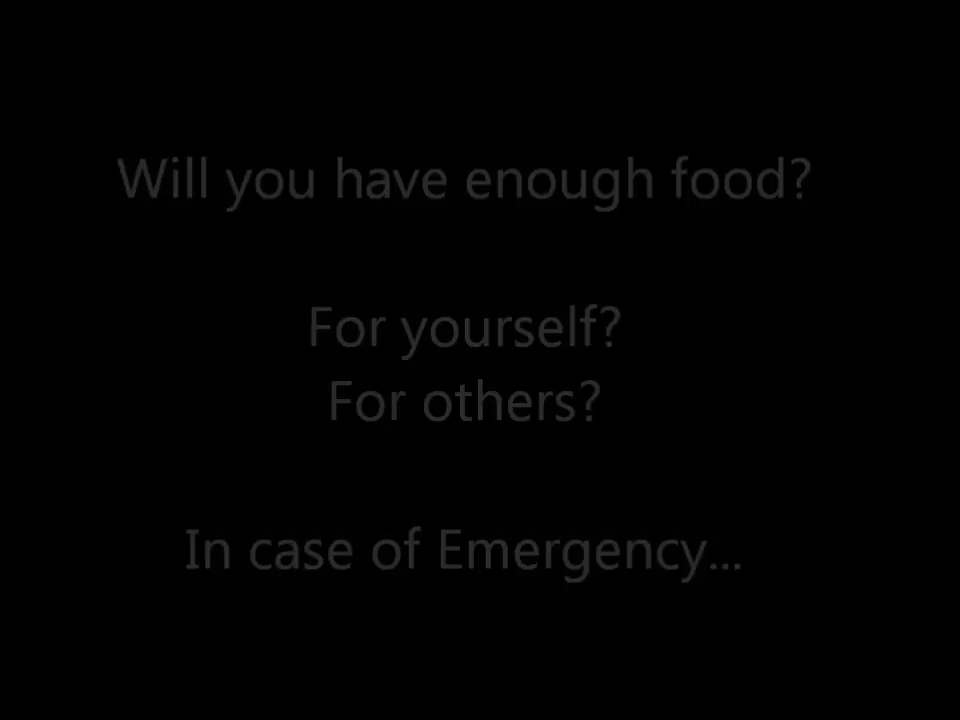 Will you have enough food?
For yourself?
For others?
In case of Emergency...